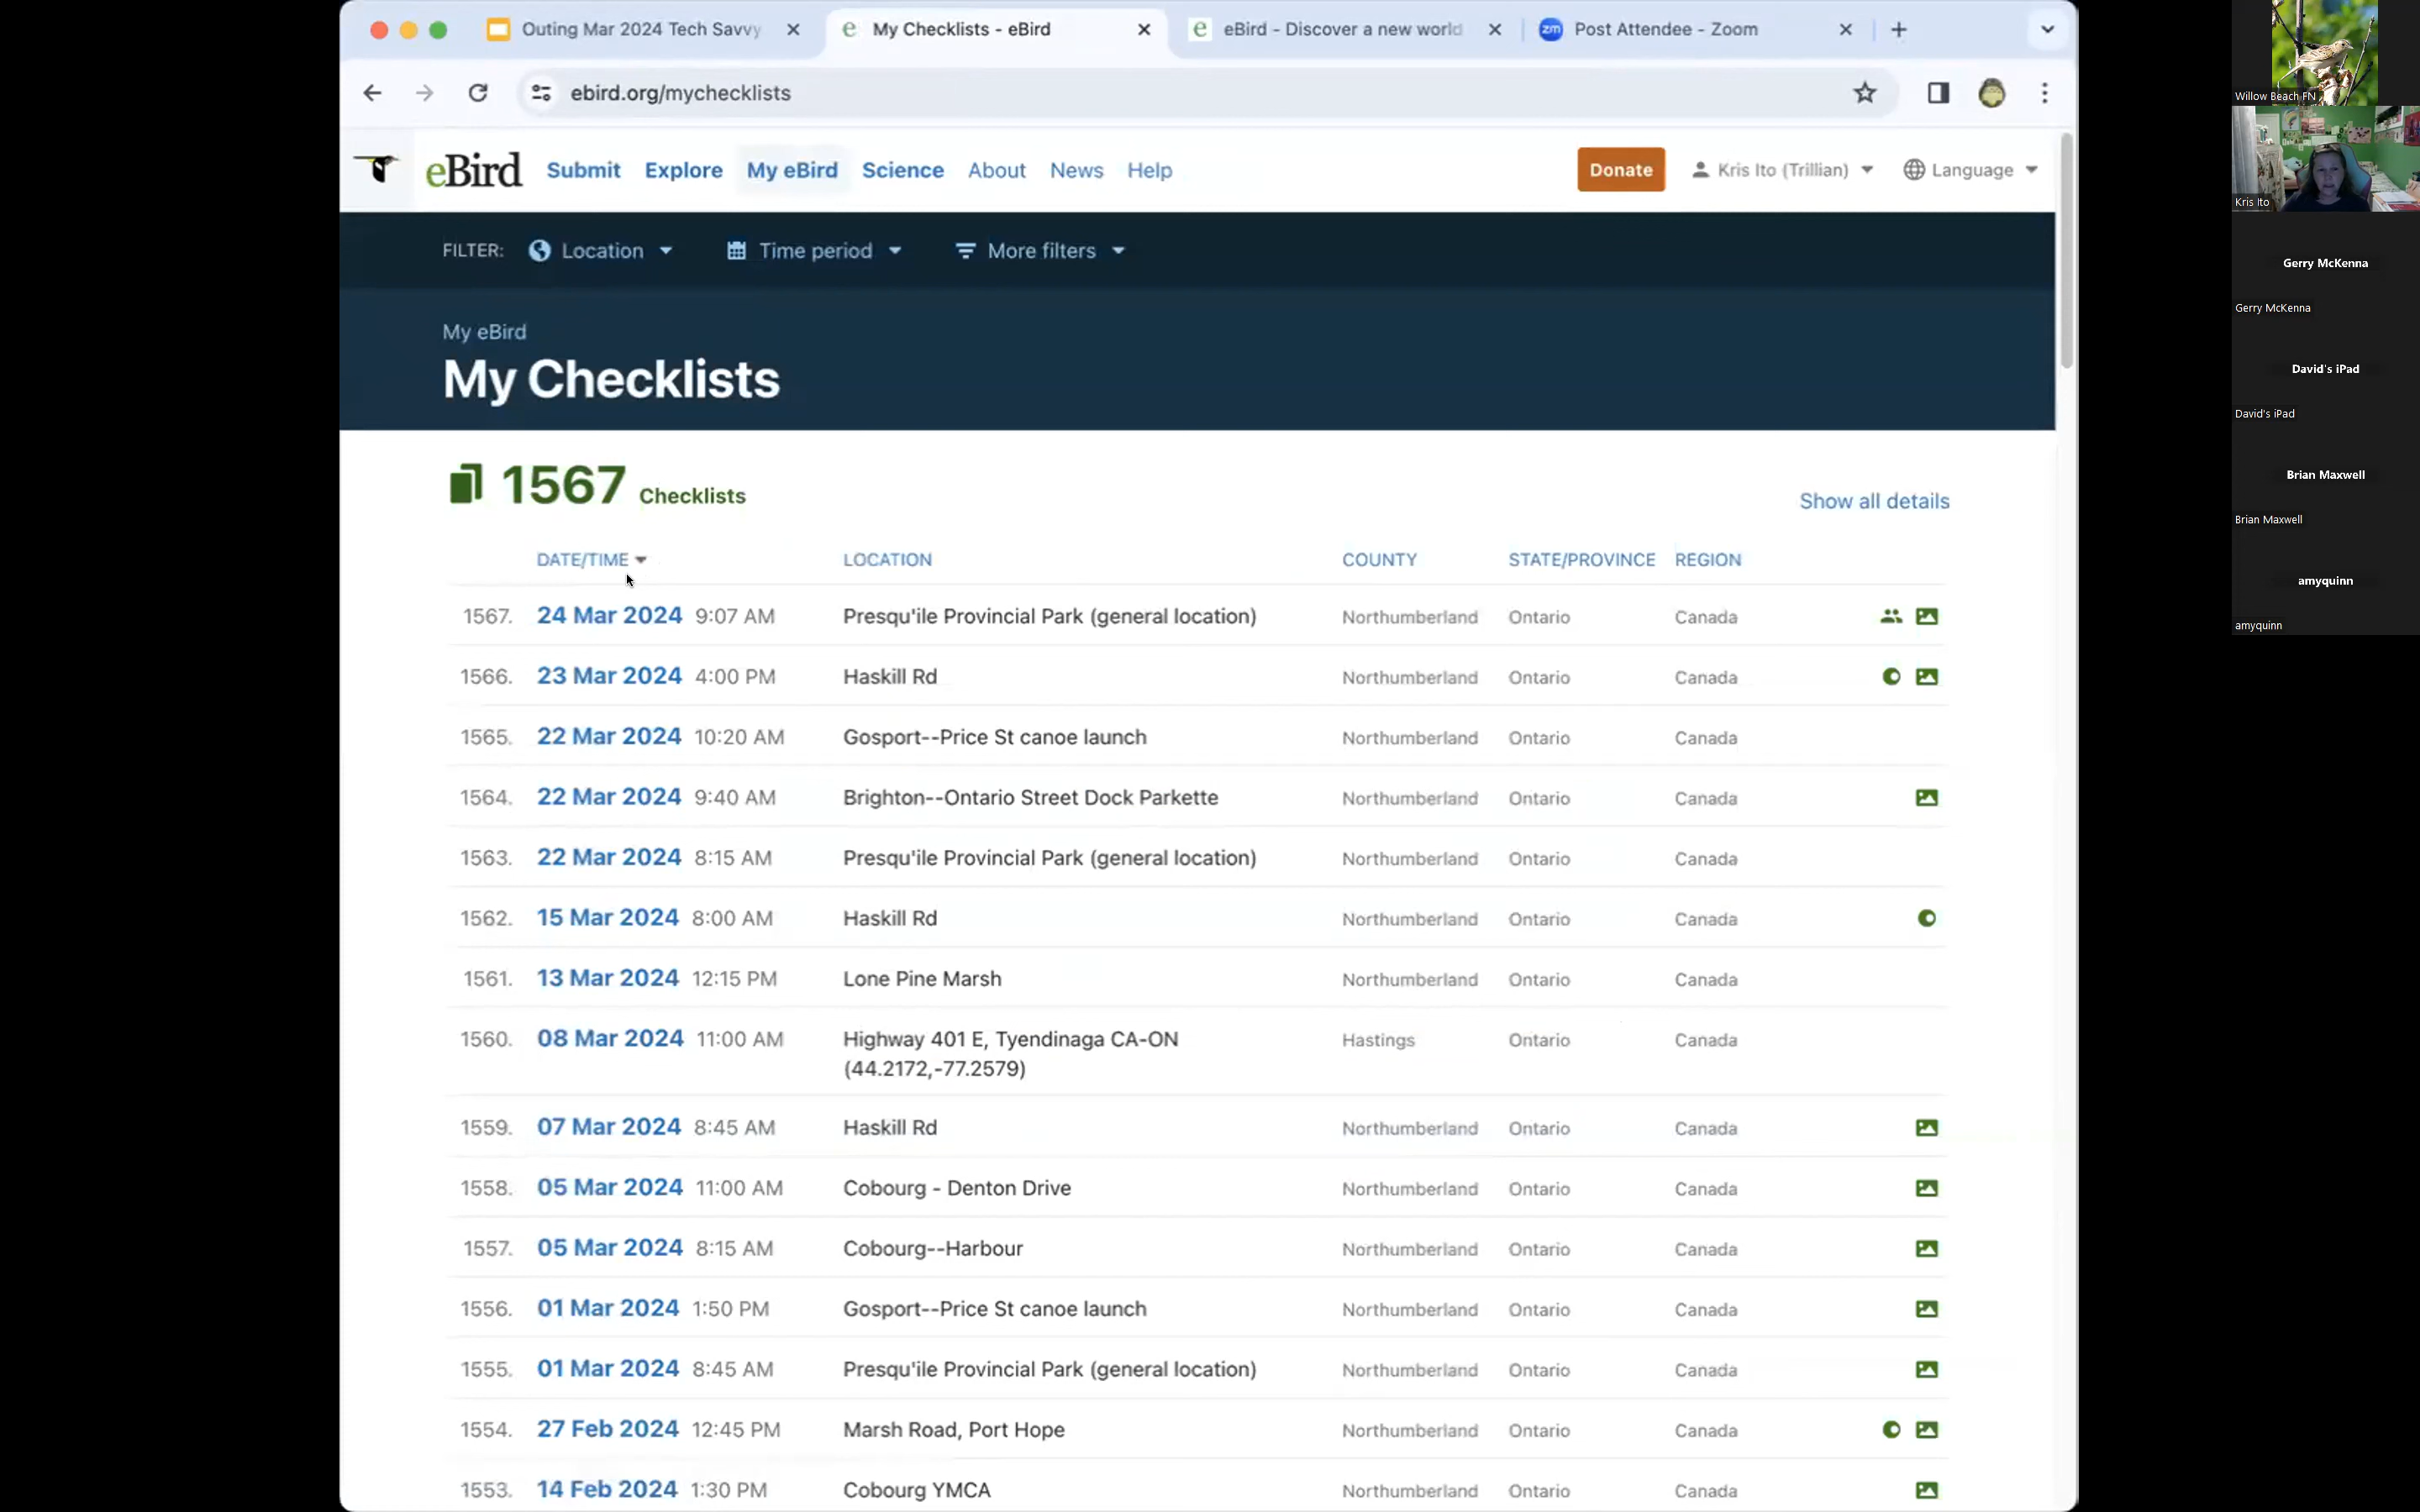 Outing Mar 2024 Tech Savvy
My Checklists - eBird
eBird - Discover a new world
zm Post Attendee - Zoom
ebird.org/mychecklists
eBird Submit Explore My eBird Science About News Help
Donate Kris Ito (Trillian) Language
FILTER: Location Time period More filters
My eBird
My Checklists
1567 Checklists
Show all details
DATE/TIME LOCATION COUNTY STATE/PROVINCE REGION
1567. 24 Mar 2024 9:07 AM Presqu'ile Provincial Park (general location) Northumberland Ontario Canada
1566. 23 Mar 2024 4:00 PM Haskill Rd Northumberland Ontario Canada
1565. 22 Mar 2024 10:20 AM Gosport--Price St canoe launch Northumberland Ontario Canada
1564. 22 Mar 2024 9:40 AM Brighton--Ontario Street Dock Parkette Northumberland Ontario Canada
1563. 22 Mar 2024 8:15 AM Presqu'ile Provincial Park (general location) Northumberland Ontario Canada
1562. 15 Mar 2024 8:00 AM Haskill Rd Northumberland Ontario Canada
1561. 13 Mar 2024 12:15 PM Lone Pine Marsh Northumberland Ontario Canada
1560. 08 Mar 2024 11:00 AM Highway 401 E, Tyendinaga CA-ON Hastings Ontario Canada
(44.2172,-77.2579)
1559. 07 Mar 2024 8:45 AM Haskill Rd Northumberland Ontario Canada
1558. 05 Mar 2024 11:00 AM Cobourg - Denton Drive Northumberland Ontario Canada
1557. 05 Mar 2024 8:15 AM Cobourg--Harbour Northumberland Ontario Canada
1556. 01 Mar 2024 1:50 PM Gosport--Price St canoe launch Northumberland Ontario Canada
1555. 01 Mar 2024 8:45 AM Presqu'ile Provincial Park (general location) Northumberland Ontario Canada
1554. 27 Feb 2024 12:45 PM Marsh Road, Port Hope Northumberland Ontario Canada
1553. 14 Feb 2024 1:30 PM Cobourg YMCA Northumberland Ontario Canada
Willow Beach FN
Kris Ito
Gerry McKenna
Gerry McKenna
David's iPad
David's iPad
Brian Maxwell
Brian Maxwell
amyquinn
amyquinn